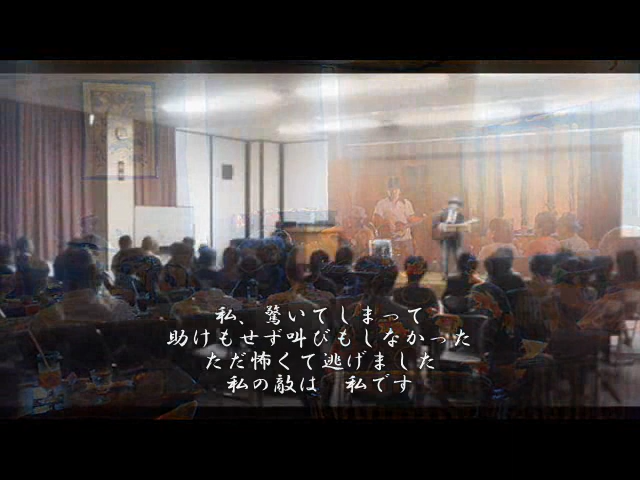 私、驚いてしまって
助けもせず叫びもしなかった
ただ怖くて逃げました
私の敵は　私です